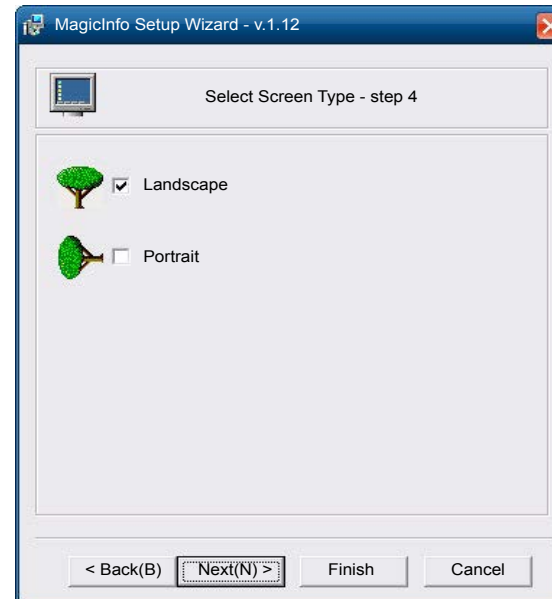 MagicInfo Setup Wizard - v.1.12
Select Screen Type - step 4
Landscape
Portrait
< Back(B) Next(N) > Finish Cancel